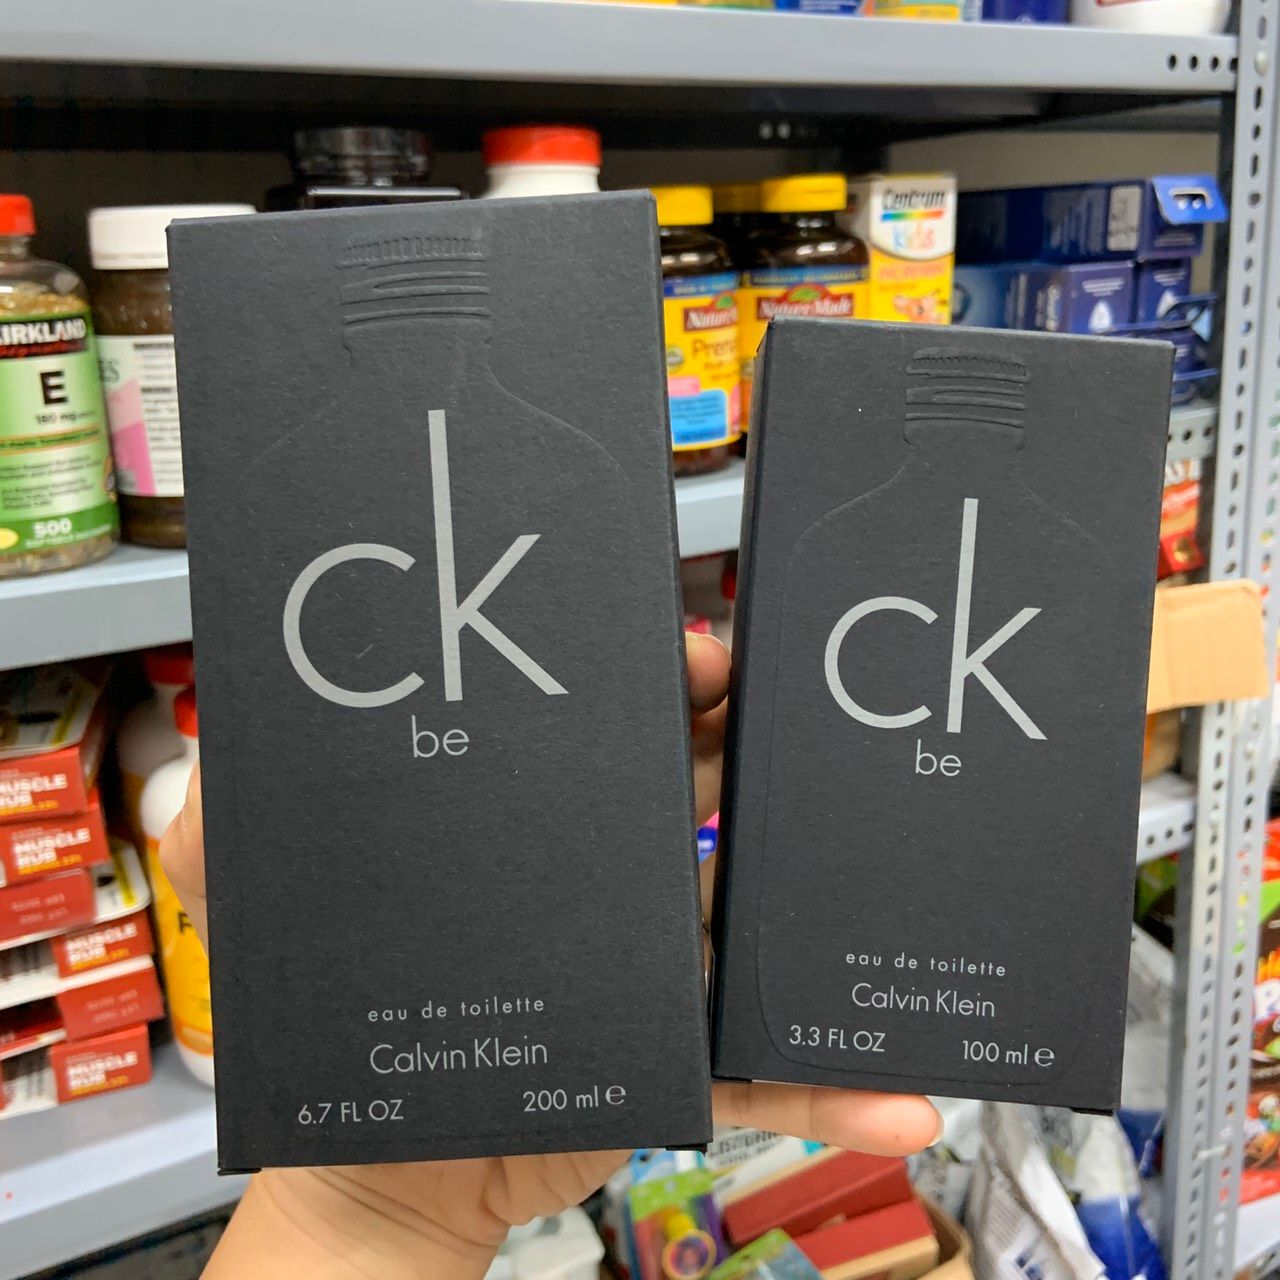 ck
be
eau de toilette
Calvin Klein
6.7 FL OZ 200 ml e
ck
be
eau de toilette
Calvin Klein
3.3 FL OZ 100 ml e
KIRKLAND
E
180 mg
500
Centrum
Kids
Nature Made
MUSCLE
RUB
MUSCLE
RUB
MUSCLE
RUB
MUSCLE
RUB